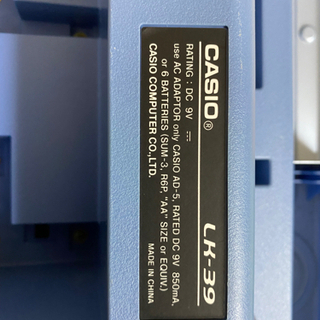 CASIO® LK-39
RATING : DC 9V ⎓
use AC ADAPTOR only CASIO AD-5, RATED DC 9V 850mA,
or 6 BATTERIES (SUM-3, R6P, "AA" SIZE or EQUIV.)
CASIO COMPUTER CO.,LTD. MADE IN CHINA